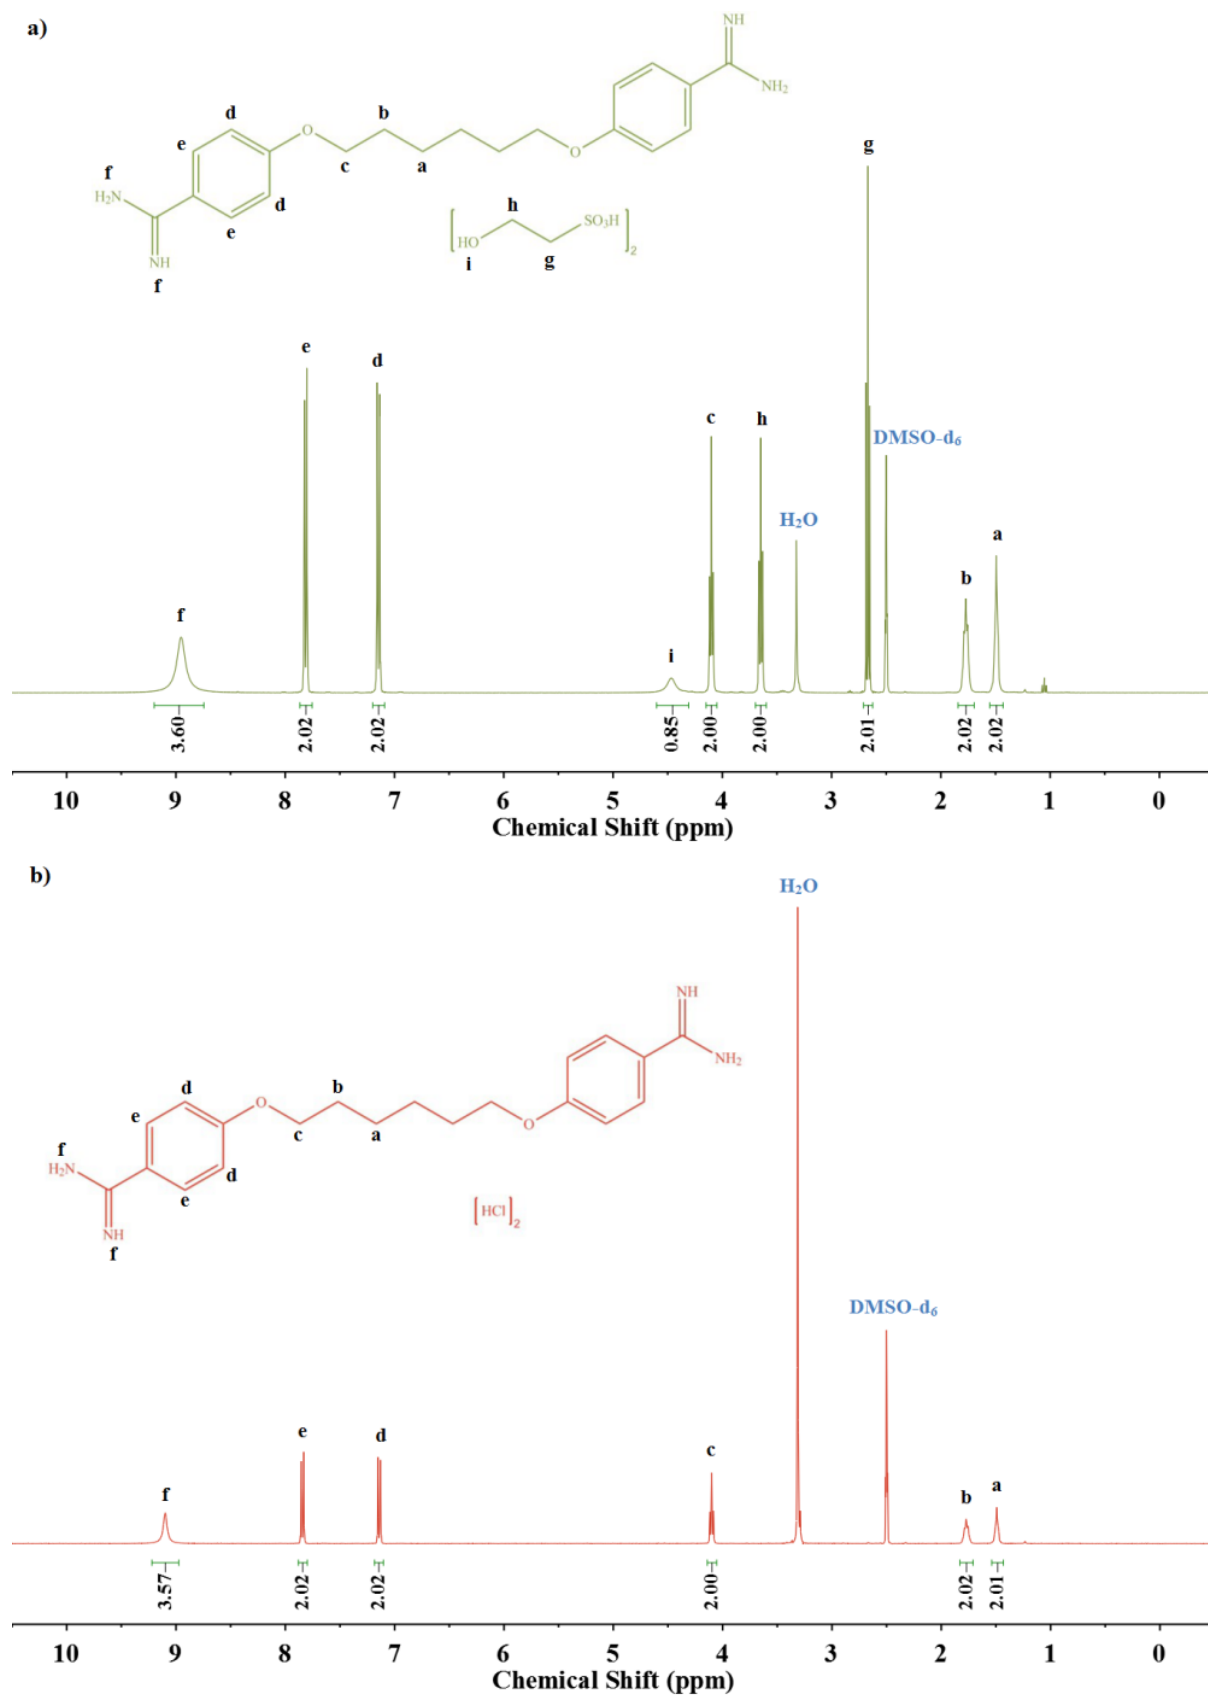 a)
NH
NH₂
d
b
e
O
f
c
a
O
H₂N
d
h
e
SO₃H
HO
2
NH
i
g
f
g
e
d
c
h
DMSO-d₆
H₂O
a
b
f
i
3.60
2.02
2.02
0.85
2.00
2.00
2.01
2.02
2.02
10 9 8 7 6 5 4 3 2 1 0
Chemical Shift (ppm)
b)
H₂O
NH
NH₂
d
b
e
O
f
c
a
O
H₂N
d
e
[HCl]₂
NH
f
DMSO-d₆
e
d
c
f
b
a
3.57
2.02
2.02
2.00
2.02
2.01
10 9 8 7 6 5 4 3 2 1 0
Chemical Shift (ppm)